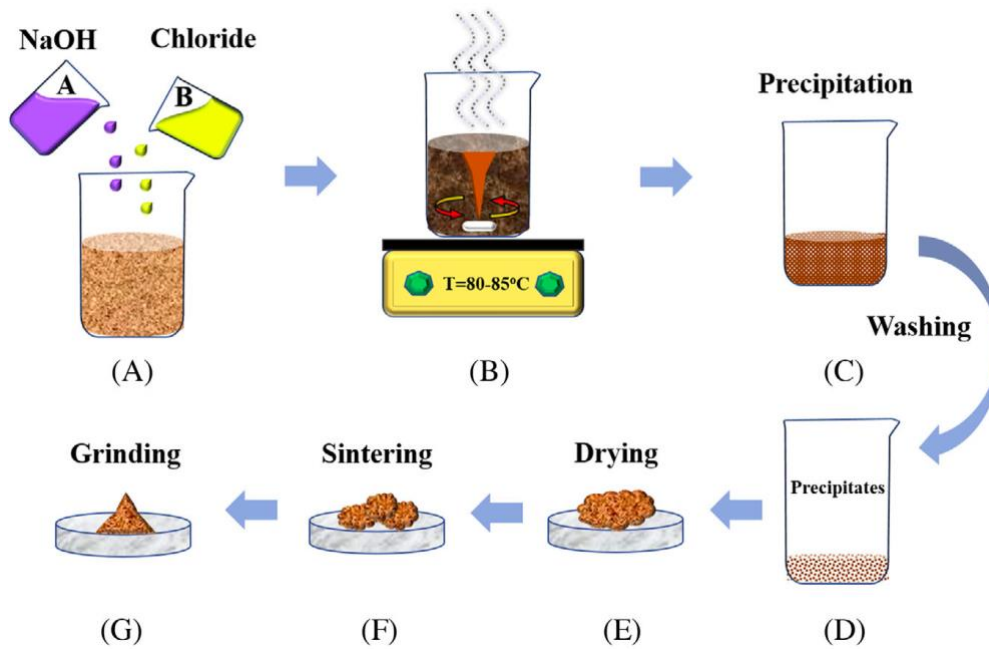 NaOH
Chloride
A
B
Precipitation
T=80-85°C
Washing
(A)
(B)
(C)
Grinding
Sintering
Drying
Precipitates
(G)
(F)
(E)
(D)